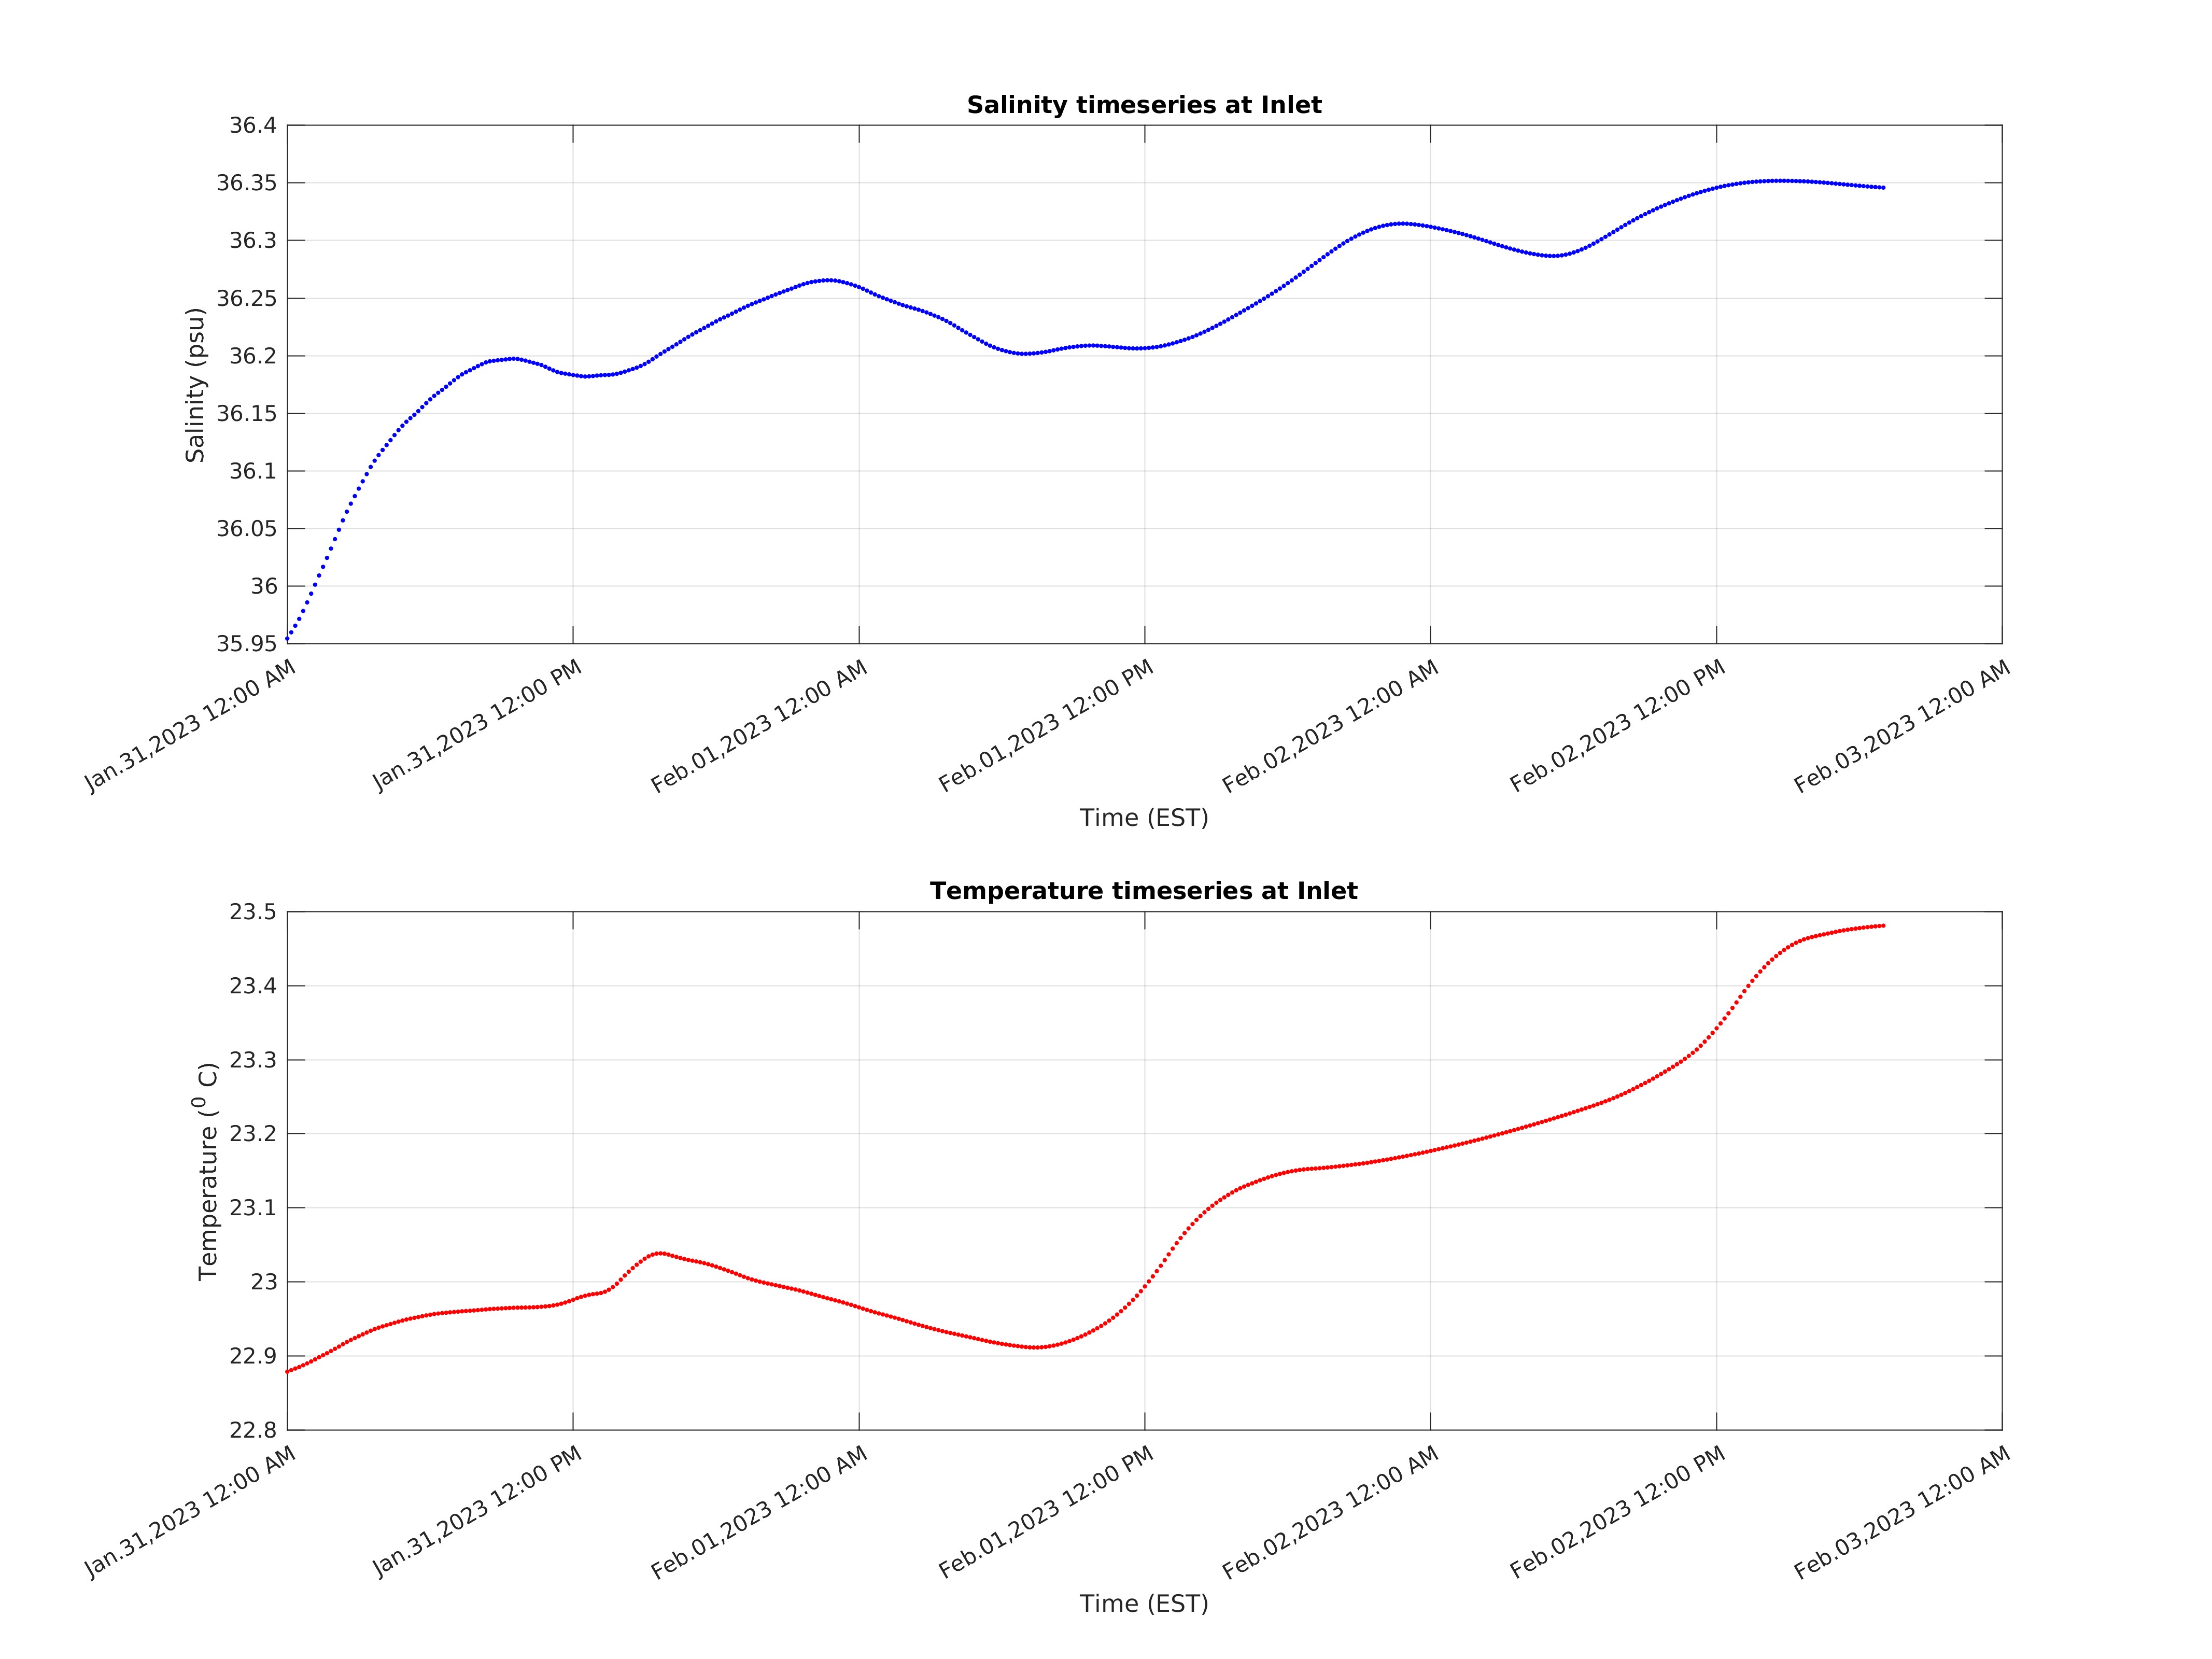 Salinity timeseries at Inlet
36.4
36.35
36.3
36.25
36.2
36.15
36.1
36.05
36
35.95
Salinity (psu)
Jan.31,2023 12:00 AM
Jan.31,2023 12:00 PM
Feb.01,2023 12:00 AM
Feb.01,2023 12:00 PM
Feb.02,2023 12:00 AM
Feb.02,2023 12:00 PM
Feb.03,2023 12:00 AM
Time (EST)
Temperature timeseries at Inlet
23.5
23.4
23.3
23.2
23.1
23
22.9
22.8
Temperature (⁰ C)
Jan.31,2023 12:00 AM
Jan.31,2023 12:00 PM
Feb.01,2023 12:00 AM
Feb.01,2023 12:00 PM
Feb.02,2023 12:00 AM
Feb.02,2023 12:00 PM
Feb.03,2023 12:00 AM
Time (EST)